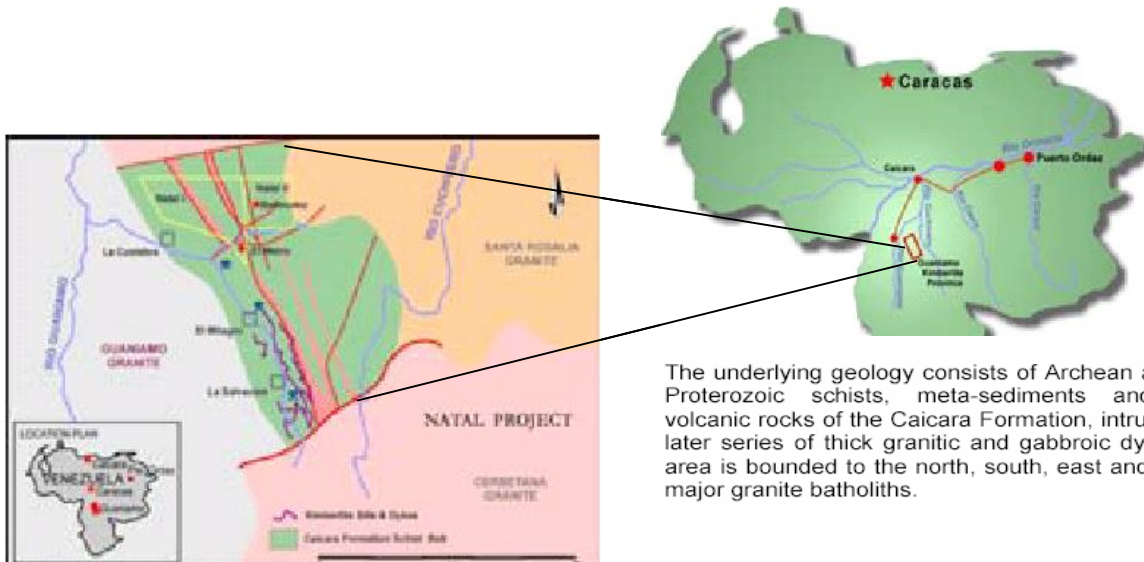 Caracas
Rio Orinoco
Puerto Ordaz
Caicara
Guaniamo
Kimberlite
Province
RIO CUCHIVERO
Natal II
Natal I
La Candelora
SANTA ROSALIA
GRANITE
RIO GUANIAMO
El Milagro
GUANIAMO
GRANITE
La Salvacion
NATAL PROJECT
LOCATION PLAN
Caicara
VENEZUELA
Caracas
Guaniamo
CERBETANA
GRANITE
Kimberlite Sills & Dykes
Caicara Formation Schist Belt
The underlying geology consists of Archean a
Proterozoic schists, meta-sediments and
volcanic rocks of the Caicara Formation, intru
later series of thick granitic and gabbroic dy
area is bounded to the north, south, east and
major granite batholiths.